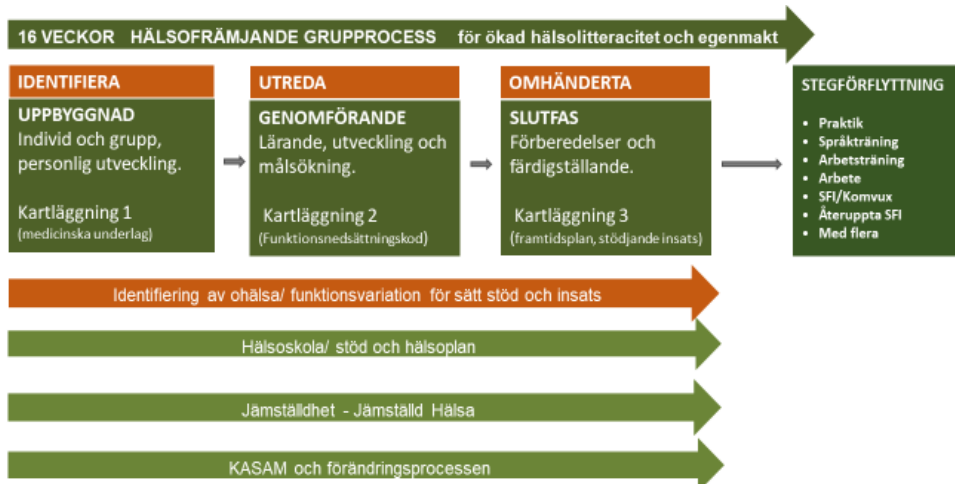 16 VECKOR HÄLSOFRÄMJANDE GRUPPROCESS för ökad hälsolitteracitet och egenmakt
IDENTIFIERA
UPPBYGGNAD
Individ och grupp,
personlig utveckling.
Kartläggning 1
(medicinska underlag)
UTREDA
GENOMFÖRANDE
Lärande, utveckling och
målsökning.
Kartläggning 2
(Funktionsnedsättningskod)
OMHÄNDERTA
SLUTFAS
Förberedelser och
färdigställande.
Kartläggning 3
(framtidsplan, stödjande insats)
STEGFÖRFLYTTNING
• Praktik
• Språkträning
• Arbetsträning
• Arbete
• SFI/Komvux
• Återuppta SFI
• Med flera
Identifiering av ohälsa/ funktionsvariation för sätt stöd och insats
Hälsoskola/ stöd och hälsoplan
Jämställdhet - Jämställd Hälsa
KASAM och förändringsprocessen